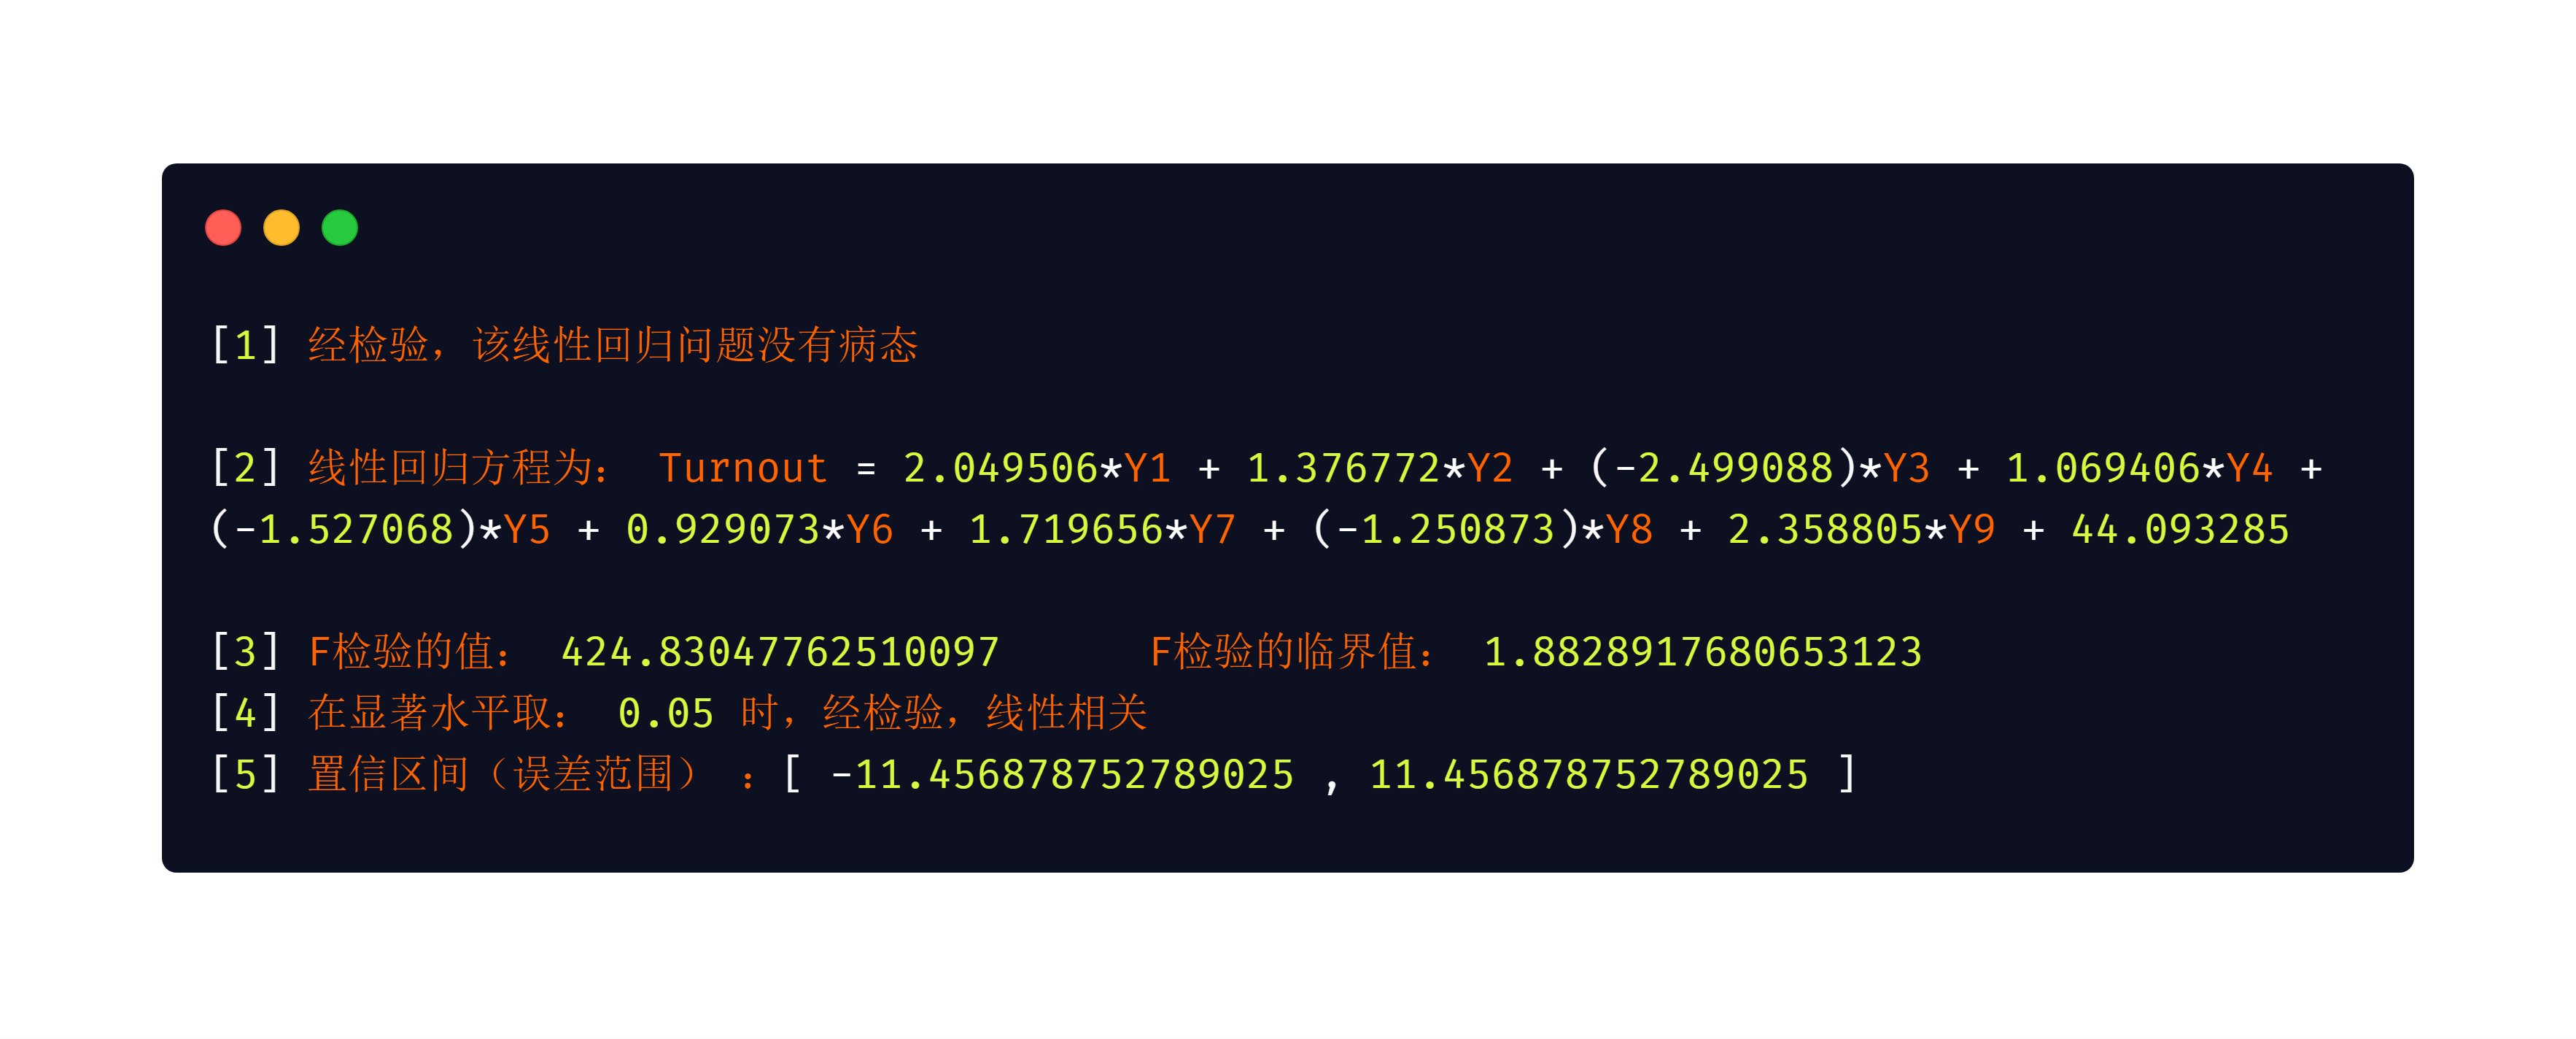 [1] 经检验，该线性回归问题没有病态
[2] 线性回归方程为： Turnout = 2.049506*Y1 + 1.376772*Y2 + (-2.499088)*Y3 + 1.069406*Y4 +
(-1.527068)*Y5 + 0.929073*Y6 + 1.719656*Y7 + (-1.250873)*Y8 + 2.358805*Y9 + 44.093285
[3] F检验的值： 424.83047762510097 F检验的临界值： 1.8828917680653123
[4] 在显著水平取： 0.05 时，经检验，线性相关
[5] 置信区间（误差范围） ：[ -11.456878752789025 , 11.456878752789025 ]